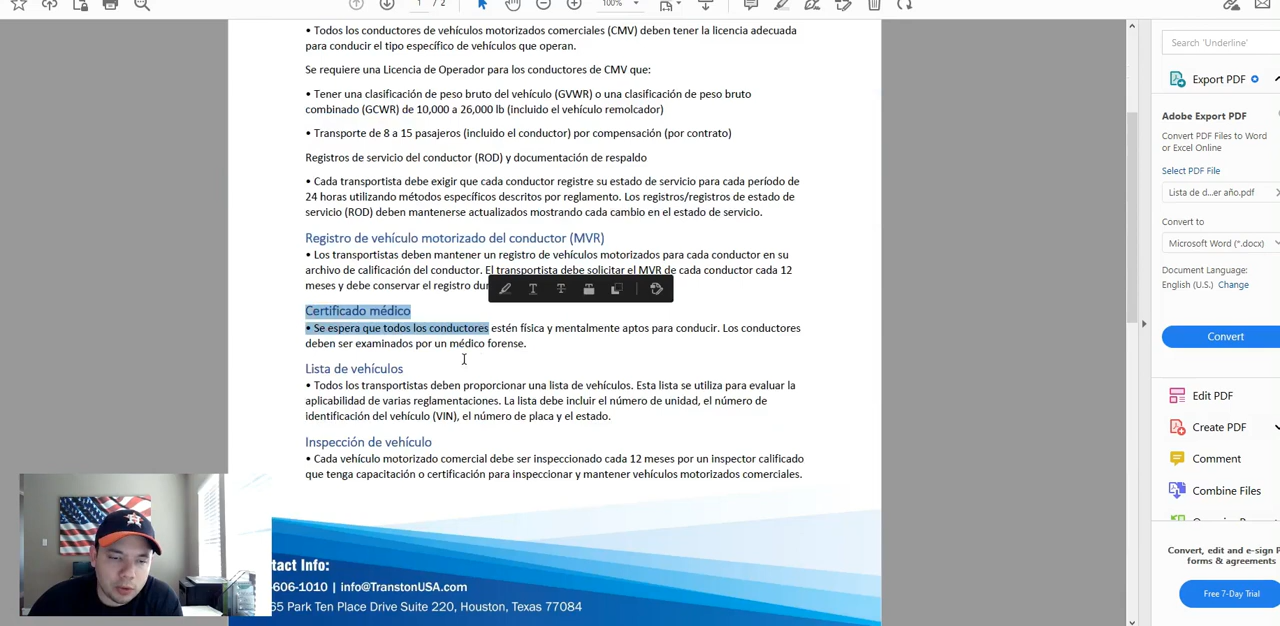 1 / 2
100%
• Todos los conductores de vehículos motorizados comerciales (CMV) deben tener la licencia adecuada
para conducir el tipo específico de vehículos que operan.
Se requiere una Licencia de Operador para los conductores de CMV que:
• Tener una clasificación de peso bruto del vehículo (GVWR) o una clasificación de peso bruto
combinado (GCWR) de 10,000 a 26,000 lb (incluido el vehículo remolcador)
• Transporte de 8 a 15 pasajeros (incluido el conductor) por compensación (por contrato)
Registros de servicio del conductor (ROD) y documentación de respaldo
• Cada transportista debe exigir que cada conductor registre su estado de servicio para cada período de
24 horas utilizando métodos específicos descritos por reglamento. Los registros/registros de estado de
servicio (ROD) deben mantenerse actualizados mostrando cada cambio en el estado de servicio.
Registro de vehículo motorizado del conductor (MVR)
• Los transportistas deben mantener un registro de vehículos motorizados para cada conductor en su
archivo de calificación del conductor. El transportista debe solicitar el MVR de cada conductor cada 12
meses y debe conservar el registro
Certificado médico
• Se espera que todos los conductores estén física y mentalmente aptos para conducir. Los conductores
deben ser examinados por un médico forense.
Lista de vehículos
• Todos los transportistas deben proporcionar una lista de vehículos. Esta lista se utiliza para evaluar la
aplicabilidad de varias reglamentaciones. La lista debe incluir el número de unidad, el número de
identificación del vehículo (VIN), el número de placa y el estado.
Inspección de vehículo
• Cada vehículo motorizado comercial debe ser inspeccionado cada 12 meses por un inspector calificado
que tenga capacitación o certificación para inspeccionar y mantener vehículos motorizados comerciales.
tact Info:
-606-1010 | info@TranstonUSA.com
65 Park Ten Place Drive Suite 220, Houston, Texas 77084
Search 'Underline'
Export PDF
Adobe Export PDF
Convert PDF Files to Word
or Excel Online
Select PDF File
Lista de d...er año.pdf
Convert to
Microsoft Word (*.docx)
Document Language:
English (U.S.) Change
Convert
Edit PDF
Create PDF
Comment
Combine Files
Convert, edit and e-sign P
forms & agreements
Free 7-Day Trial